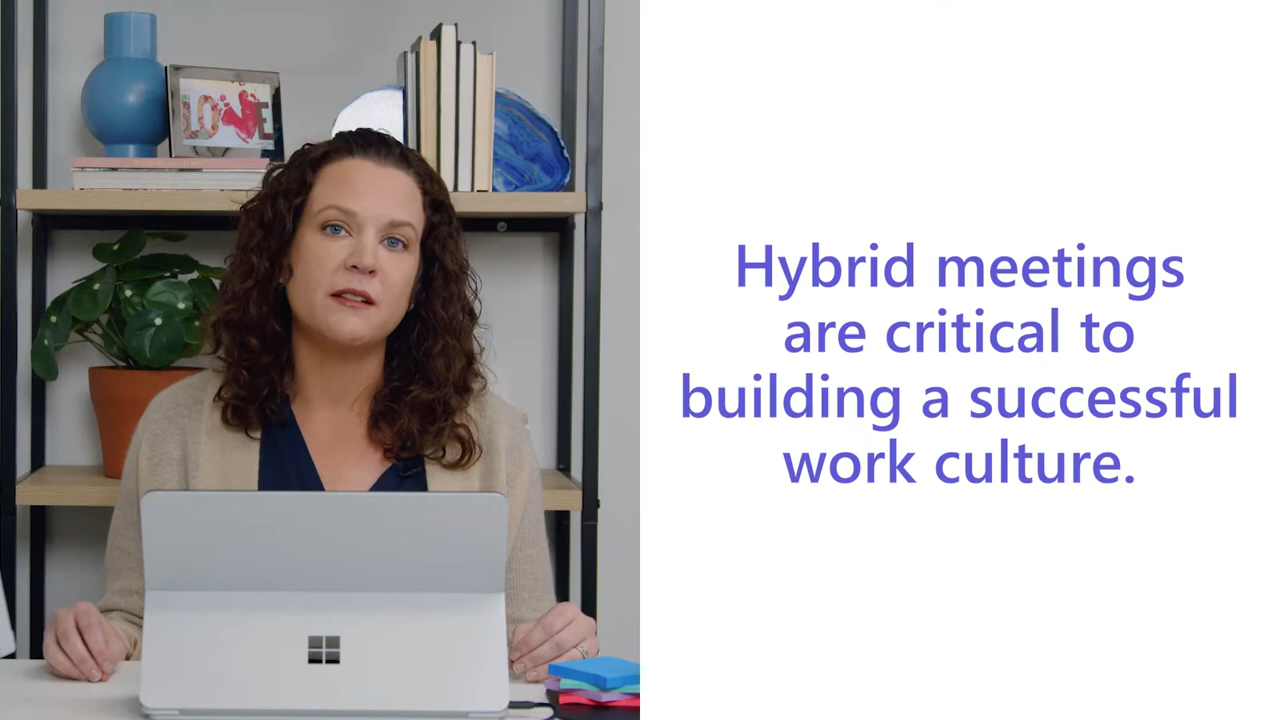 LOVE
Hybrid meetings
are critical to
building a successful
work culture.